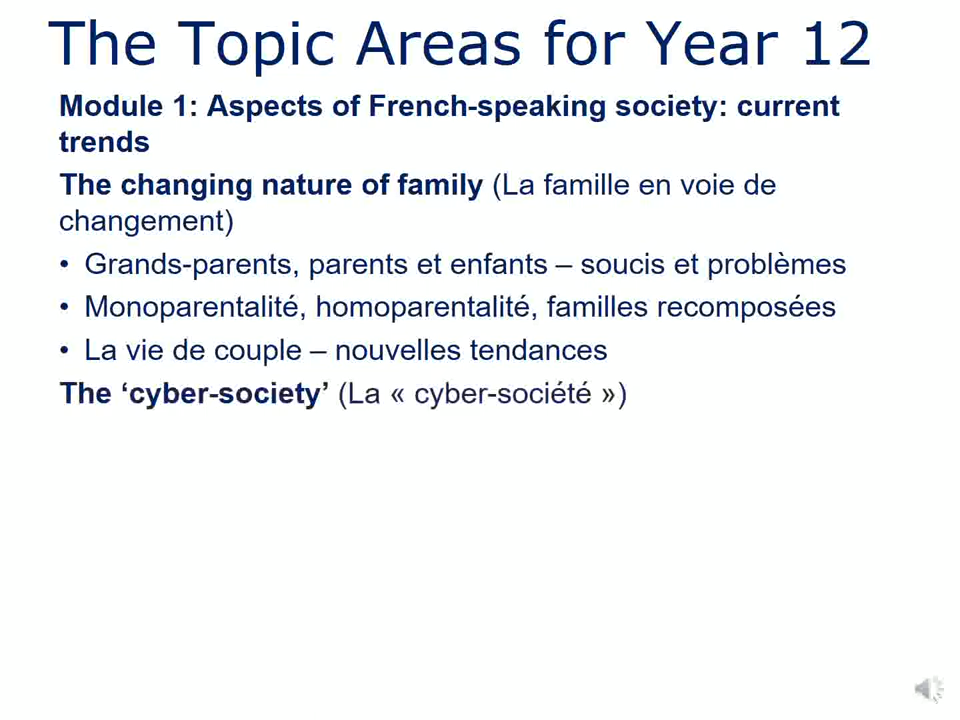 The Topic Areas for Year 12
Module 1: Aspects of French-speaking society: current
trends
The changing nature of family (La famille en voie de
changement)
• Grands-parents, parents et enfants – soucis et problèmes
• Monoparentalité, homoparentalité, familles recomposées
• La vie de couple – nouvelles tendances
The ‘cyber-society’ (La « cyber-société »)